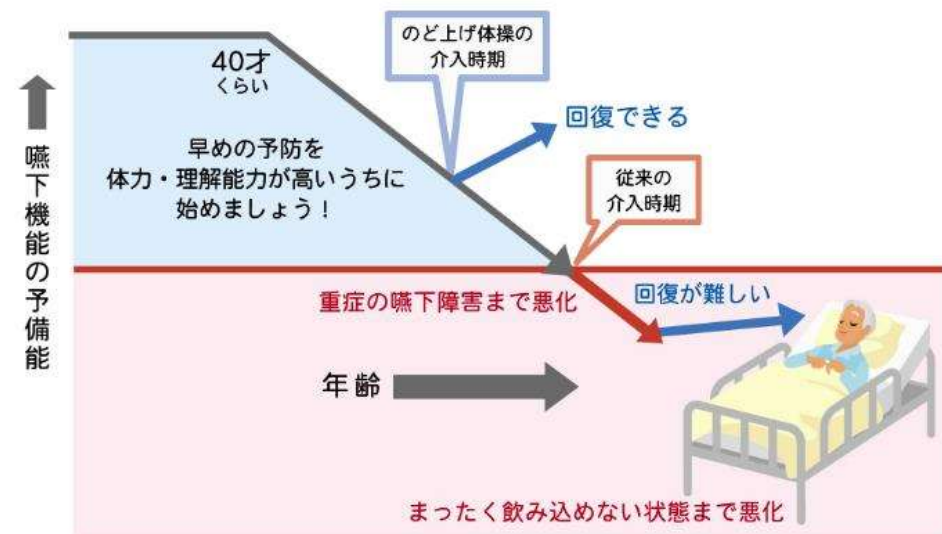 嚥下機能の予備能
40才
くらい
早めの予防を
体力・理解能力が高いうちに
始めましょう！
のど上げ体操の
介入時期
回復できる
従来の
介入時期
重症の嚥下障害まで悪化
回復が難しい
年齢
まったく飲み込めない状態まで悪化